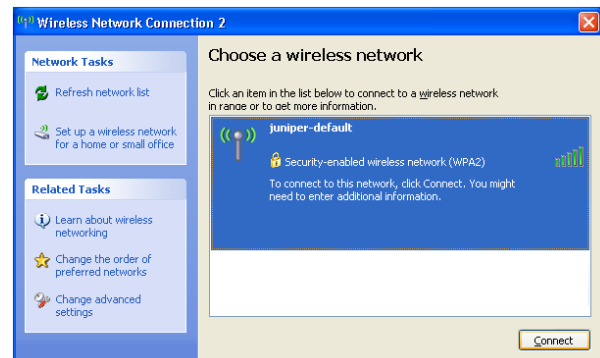 Wireless Network Connection 2
Network Tasks
Refresh network list
Set up a wireless network
for a home or small office
Related Tasks
Learn about wireless
networking
Change the order of
preferred networks
Change advanced
settings
Choose a wireless network
Click an item in the list below to connect to a wireless network
in range or to get more information.
juniper-default
Security-enabled wireless network (WPA2)
To connect to this network, click Connect. You might
need to enter additional information.
Connect